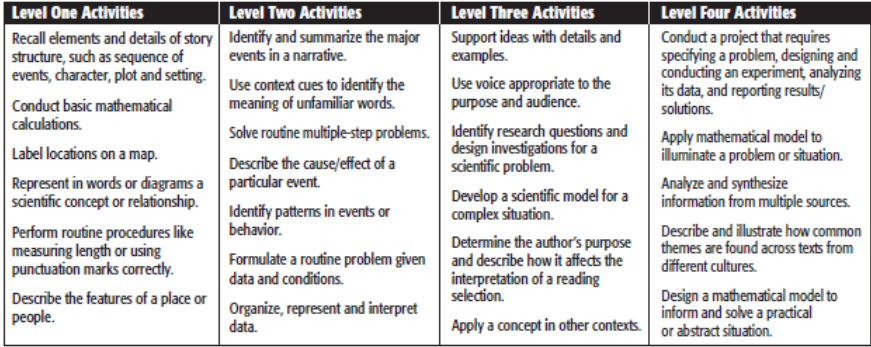 Level One Activities
Recall elements and details of story
structure, such as sequence of
events, character, plot and setting.
Conduct basic mathematical
calculations.
Label locations on a map.
Represent in words or diagrams a
scientific concept or relationship.
Perform routine procedures like
measuring length or using
punctuation marks correctly.
Describe the features of a place or
people.
Level Two Activities
Identify and summarize the major
events in a narrative.
Use context cues to identify the
meaning of unfamiliar words.
Solve routine multiple-step problems.
Describe the cause/effect of a
particular event.
Identify patterns in events or
behavior.
Formulate a routine problem given
data and conditions.
Organize, represent and interpret
data.
Level Three Activities
Support ideas with details and
examples.
Use voice appropriate to the
purpose and audience.
Identify research questions and
design investigations for a
scientific problem.
Develop a scientific model for a
complex situation.
Determine the author's purpose
and describe how it affects the
interpretation of a reading
selection.
Apply a concept in other contexts.
Level Four Activities
Conduct a project that requires
specifying a problem, designing and
conducting an experiment, analyzing
its data, and reporting results/
solutions.
Apply mathematical model to
illuminate a problem or situation.
Analyze and synthesize
information from multiple sources.
Describe and illustrate how common
themes are found across texts from
different cultures.
Design a mathematical model to
inform and solve a practical
or abstract situation.